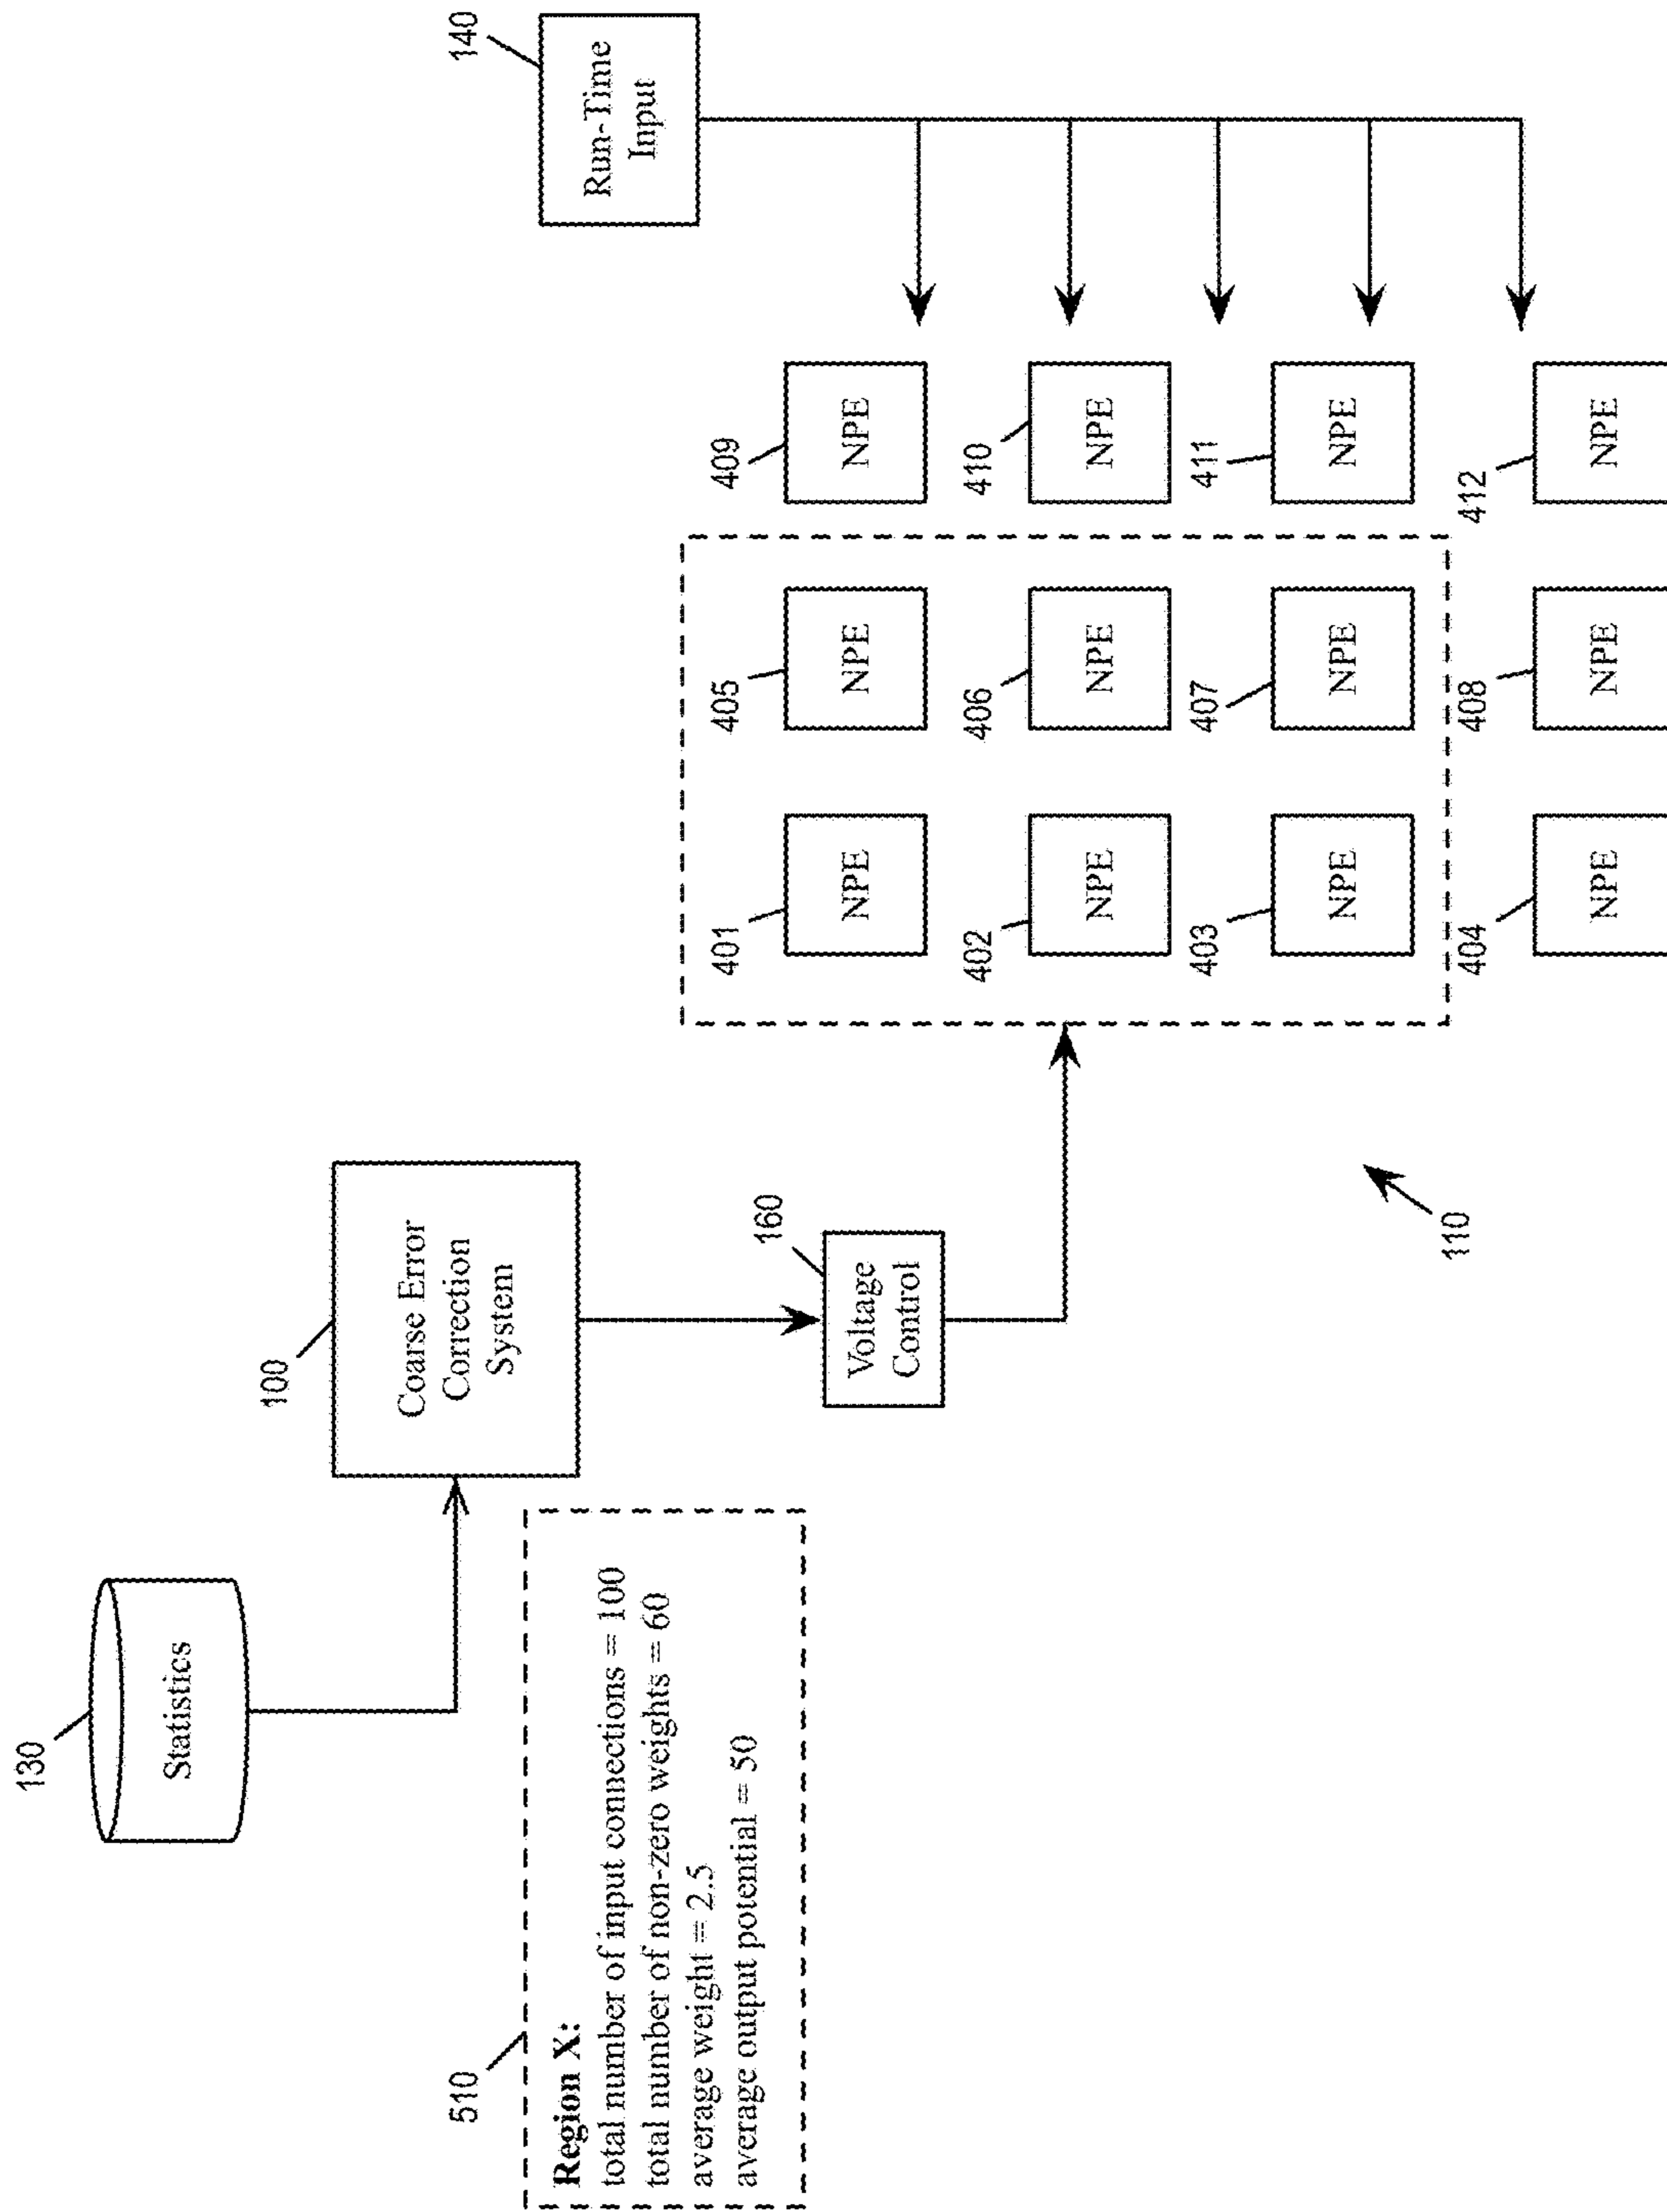 130
Statistics
510
Region X:
total number of input connections = 100
total number of non-zero weights = 60
average weight = 2.5
average output potential = 50
100
Coarse Error
Correction
System
160
Voltage
Control
110
140
Run-Time
Input
401
NPE
405
NPE
409
NPE
402
NPE
406
NPE
410
NPE
403
NPE
407
NPE
411
NPE
404
NPE
408
NPE
412
NPE